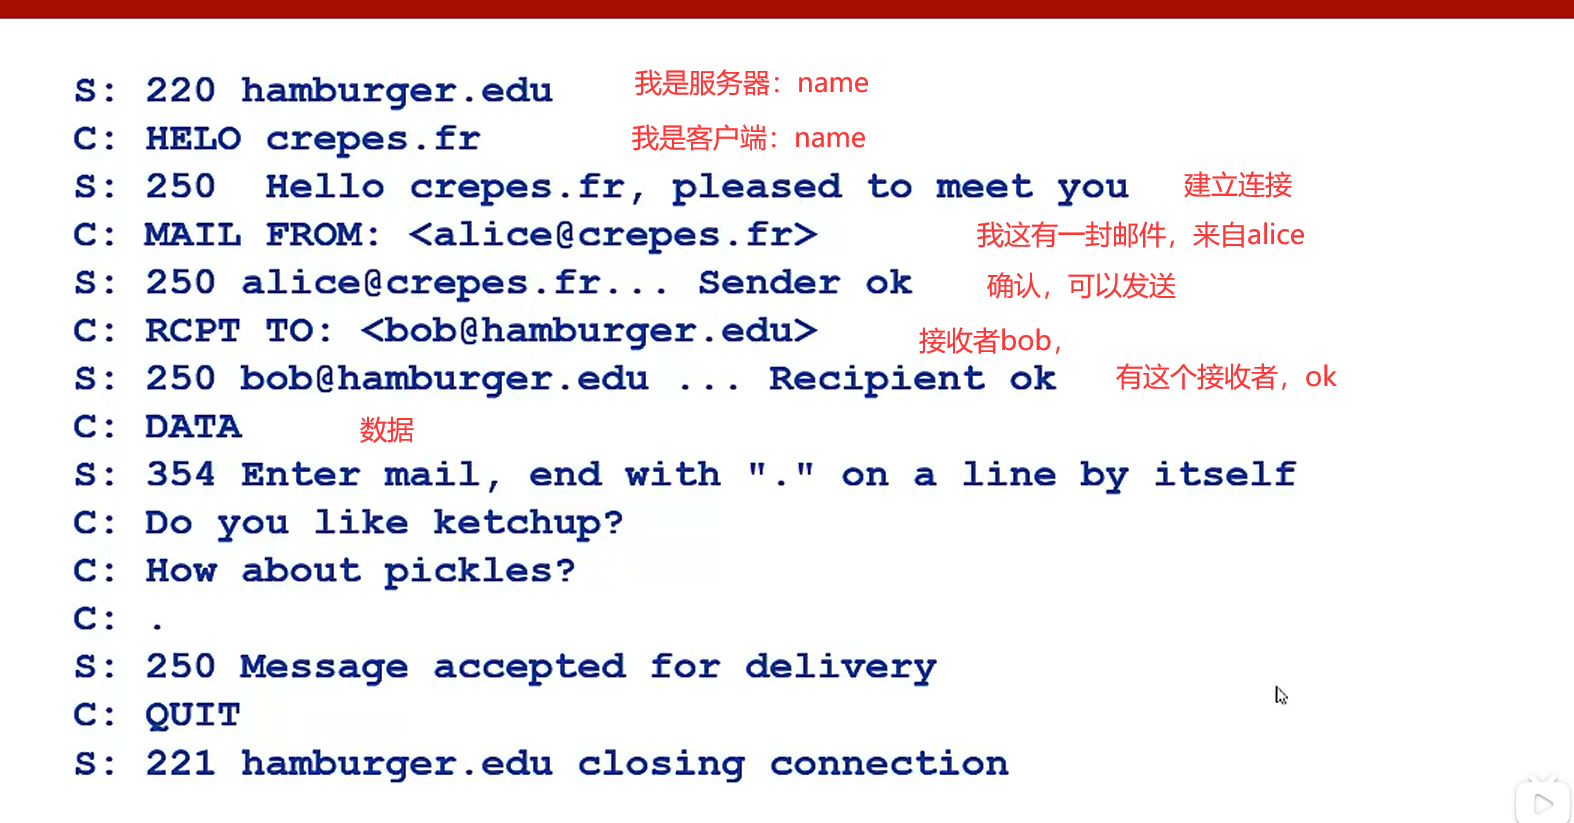 S: 220 hamburger.edu 我是服务器：name
C: HELO crepes.fr 我是客户端：name
S: 250 Hello crepes.fr, pleased to meet you 建立连接
C: MAIL FROM: <alice@crepes.fr> 我这有一封邮件，来自alice
S: 250 alice@crepes.fr... Sender ok 确认，可以发送
C: RCPT TO: <bob@hamburger.edu> 接收者bob，
S: 250 bob@hamburger.edu ... Recipient ok 有这个接收者，ok
C: DATA 数据
S: 354 Enter mail, end with "." on a line by itself
C: Do you like ketchup?
C: How about pickles?
C: .
S: 250 Message accepted for delivery
C: QUIT
S: 221 hamburger.edu closing connection